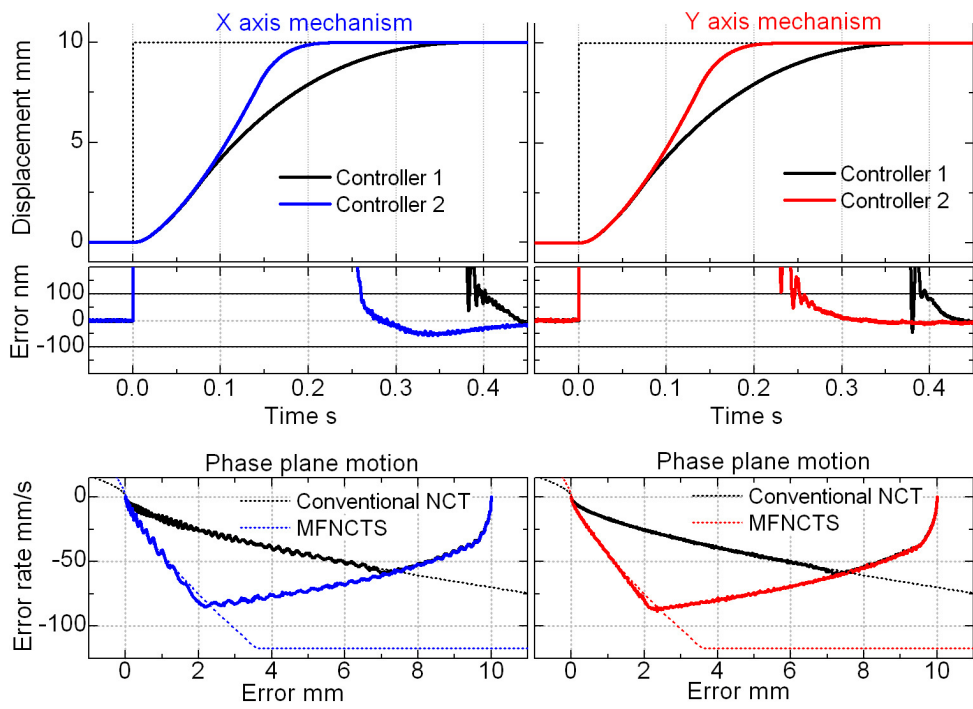 X axis mechanism
Y axis mechanism
Displacement mm
10
5
0
Controller 1
Controller 2
Controller 1
Controller 2
Error nm
100
0
-100
0.0 0.1 0.2 0.3 0.4
0.0 0.1 0.2 0.3 0.4
Time s
Time s
Phase plane motion
Phase plane motion
Error rate mm/s
0
-50
-100
Conventional NCT
MFNCTS
Conventional NCT
MFNCTS
0 2 4 6 8 10
0 2 4 6 8 10
Error mm
Error mm